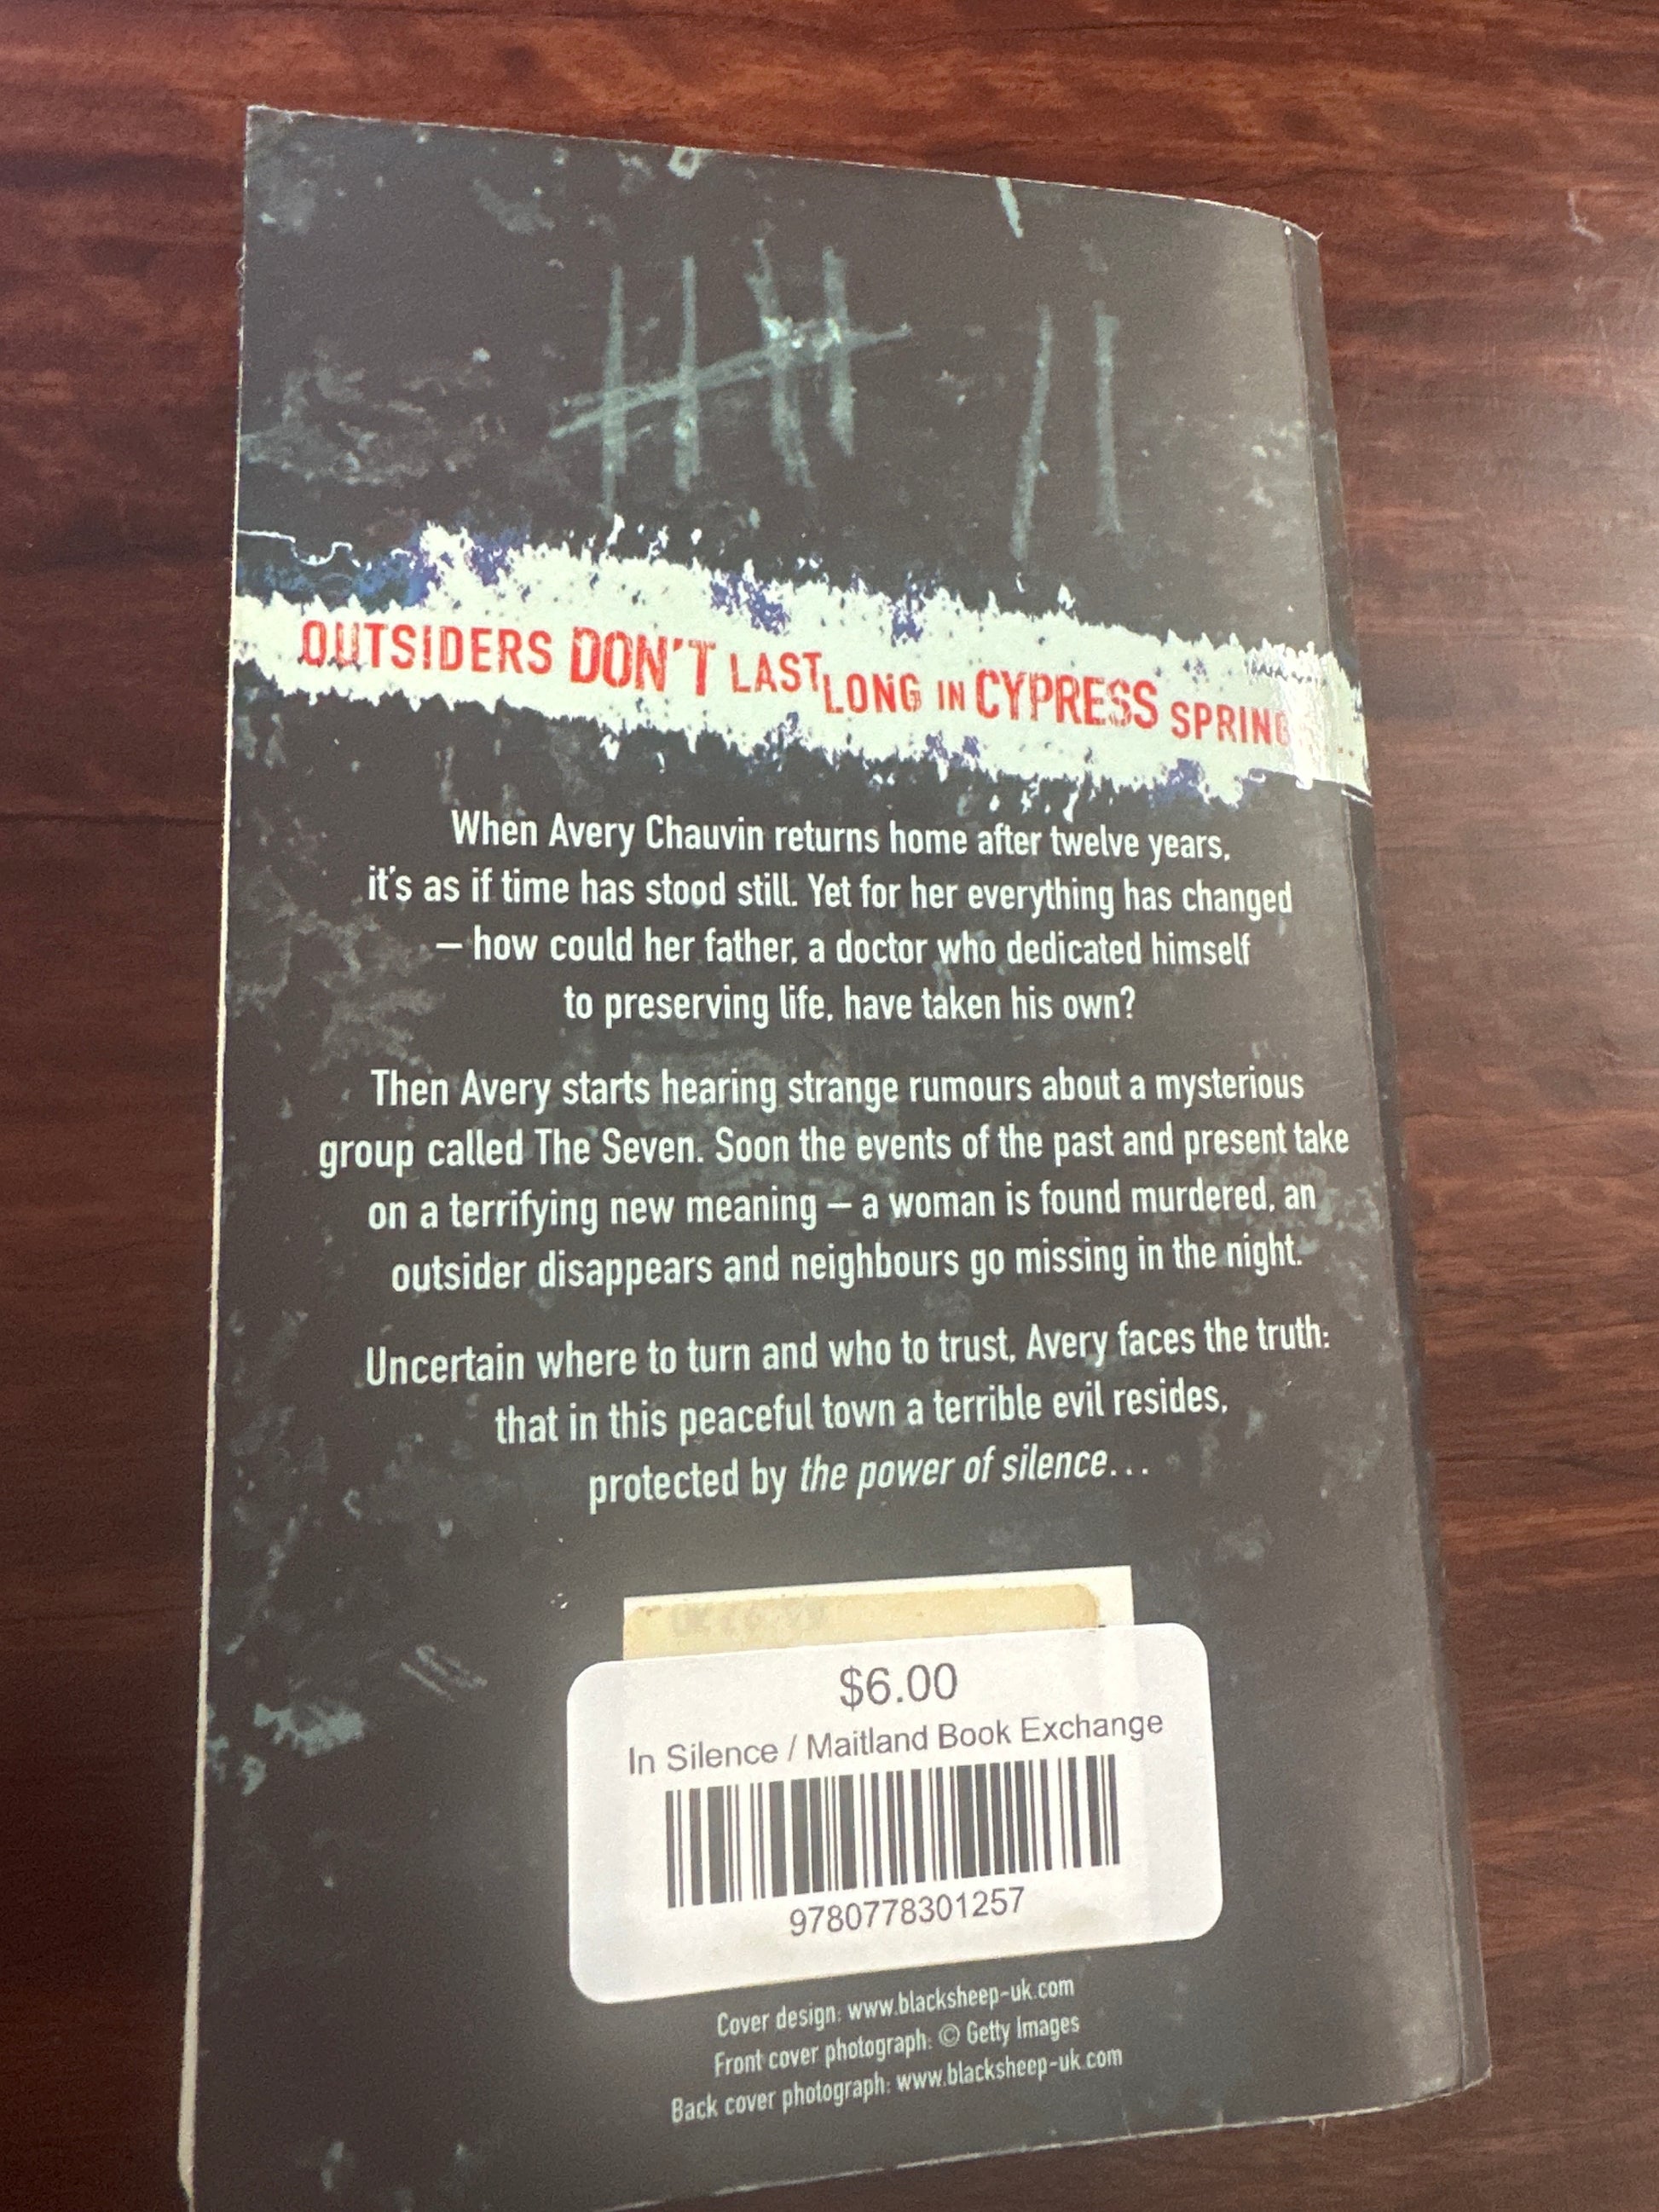 OUTSIDERS DON'T LAST LONG IN CYPRESS SPRING...
When Avery Chauvin returns home after twelve years,
it's as if time has stood still. Yet for her everything has changed
– how could her father, a doctor who dedicated himself
to preserving life, have taken his own?
Then Avery starts hearing strange rumours about a mysterious
group called The Seven. Soon the events of the past and present take
on a terrifying new meaning – a woman is found murdered, an
outsider disappears and neighbours go missing in the night.
Uncertain where to turn and who to trust, Avery faces the truth:
that in this peaceful town a terrible evil resides,
protected by the power of silence...
$6.00
In Silence / Maitland Book Exchange
9780778301257
Cover design: www.blacksheep-uk.com
Front cover photograph: © Getty Images
Back cover photograph: www.blacksheep-uk.com